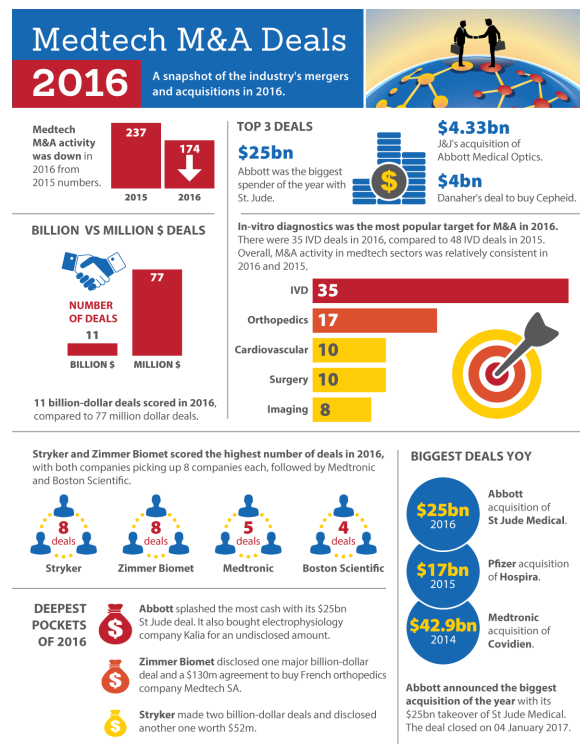 Medtech M&A Deals
2016
A snapshot of the industry's mergers
and acquisitions in 2016.
Medtech
M&A activity
was down in
2016 from
2015 numbers.
237
174
2015
2016
TOP 3 DEALS
$25bn
Abbott was the biggest
spender of the year with
St. Jude.
$
$4.33bn
J&J's acquisition of
Abbott Medical Optics.
$4bn
Danaher's deal to buy Cepheid.
BILLION VS MILLION $ DEALS
NUMBER
OF DEALS
11
77
BILLION $
MILLION $
11 billion-dollar deals scored in 2016,
compared to 77 million dollar deals.
In-vitro diagnostics was the most popular target for M&A in 2016.
There were 35 IVD deals in 2016, compared to 48 IVD deals in 2015.
Overall, M&A activity in medtech sectors was relatively consistent in
2016 and 2015.
IVD 35
Orthopedics 17
Cardiovascular 10
Surgery 10
Imaging 8
Stryker and Zimmer Biomet scored the highest number of deals in 2016,
with both companies picking up 8 companies each, followed by Medtronic
and Boston Scientific.
8
deals
Stryker
8
deals
Zimmer Biomet
5
deals
Medtronic
4
deals
Boston Scientific
BIGGEST DEALS YOY
$25bn
2016
Abbott
acquisition of
St Jude Medical.
$17bn
2015
Pfizer acquisition
of Hospira.
$42.9bn
2014
Medtronic
acquisition of
Covidien.
Abbott announced the biggest
acquisition of the year with its
$25bn takeover of St Jude Medical.
The deal closed on 04 January 2017.
DEEPEST
POCKETS
OF 2016
$
Abbott splashed the most cash with its $25bn
St Jude deal. It also bought electrophysiology
company Kalia for an undisclosed amount.
$
Zimmer Biomet disclosed one major billion-dollar
deal and a $130m agreement to buy French orthopedics
company Medtech SA.
$
Stryker made two billion-dollar deals and disclosed
another one worth $52m.